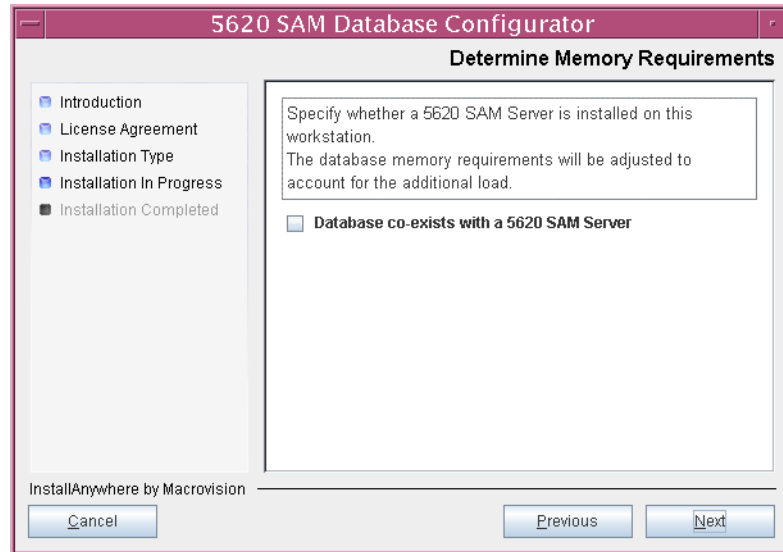 5620 SAM Database Configurator
Determine Memory Requirements
Introduction
License Agreement
Installation Type
Installation In Progress
Installation Completed
Specify whether a 5620 SAM Server is installed on this
workstation.
The database memory requirements will be adjusted to
account for the additional load.
Database co-exists with a 5620 SAM Server
InstallAnywhere by Macrovision
Cancel
Previous
Next